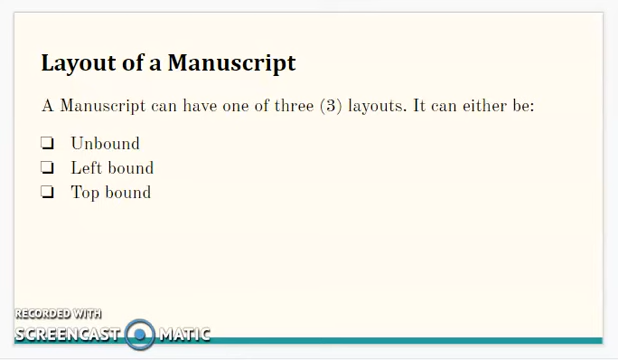 Layout of a Manuscript
A Manuscript can have one of three (3) layouts. It can either be:
Unbound
Left bound
Top bound
RECORDED WITH
SCREENCAST MATIC